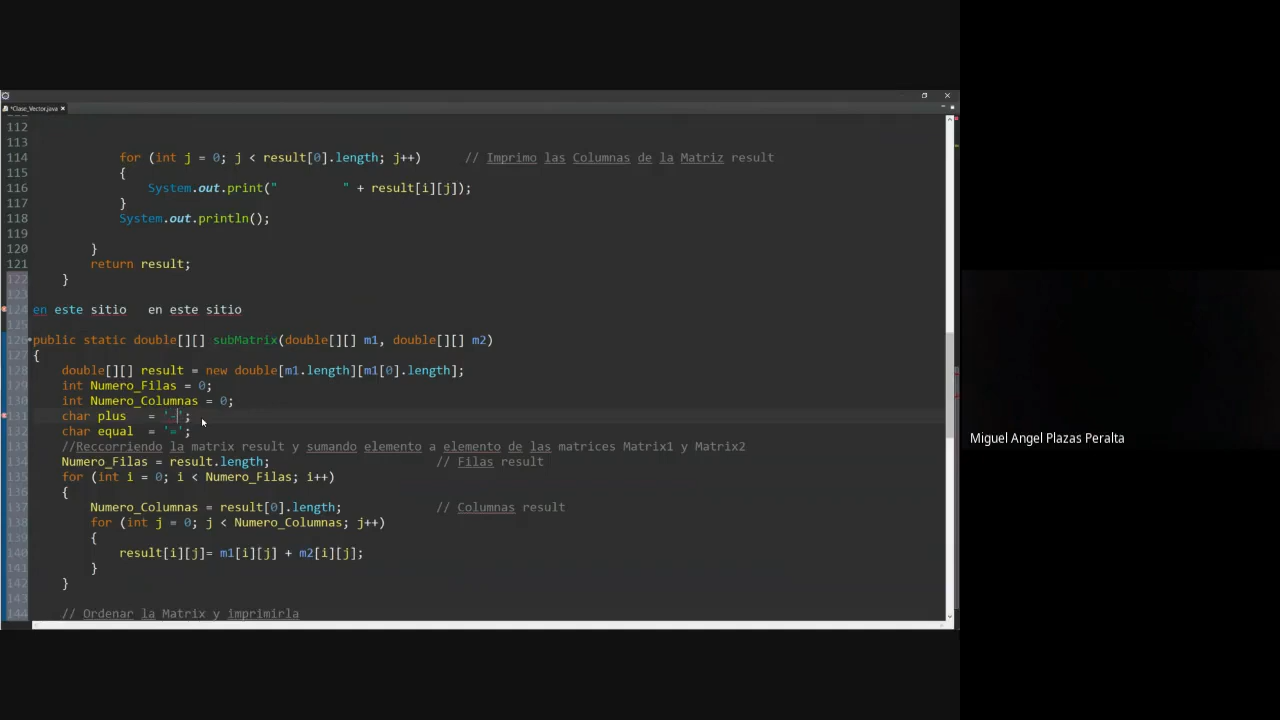 *Clase_Vector.java
112
113
114 for (int j = 0; j < result[0].length; j++) // Imprimo las Columnas de la Matriz result
115 {
116 System.out.print(" " + result[i][j]);
117 }
118 System.out.println();
119
120 }
121 return result;
122 }
123
124 en este sitio en este sitio
125
126 public static double[][] subMatrix(double[][] m1, double[][] m2)
127 {
128 double[][] result = new double[m1.length][m1[0].length];
129 int Numero_Filas = 0;
130 int Numero_Columnas = 0;
131 char plus = '-';
132 char equal = '=';
133 //Reccorriendo la matrix result y sumando elemento a elemento de las matrices Matrix1 y Matrix2
134 Numero_Filas = result.length; // Filas result
135 for (int i = 0; i < Numero_Filas; i++)
136 {
137 Numero_Columnas = result[0].length; // Columnas result
138 for (int j = 0; j < Numero_Columnas; j++)
139 {
140 result[i][j]= m1[i][j] + m2[i][j];
141 }
142 }
143
144 // Ordenar la Matrix y imprimirla
Miguel Angel Plazas Peralta